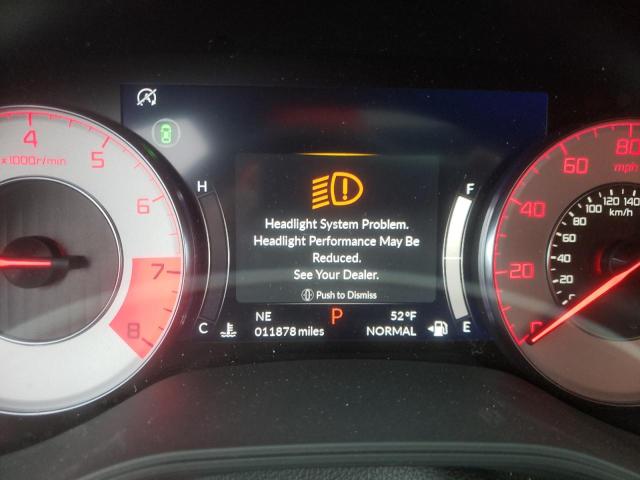 4
x1000r/min
5
6
7
8
H
C
Headlight System Problem.
Headlight Performance May Be
Reduced.
See Your Dealer.
Push to Dismiss
NE P 52°F
011878 miles NORMAL
F
E
80
mph
60
40
20
0
100 120 140
km/h
80
60
40
20